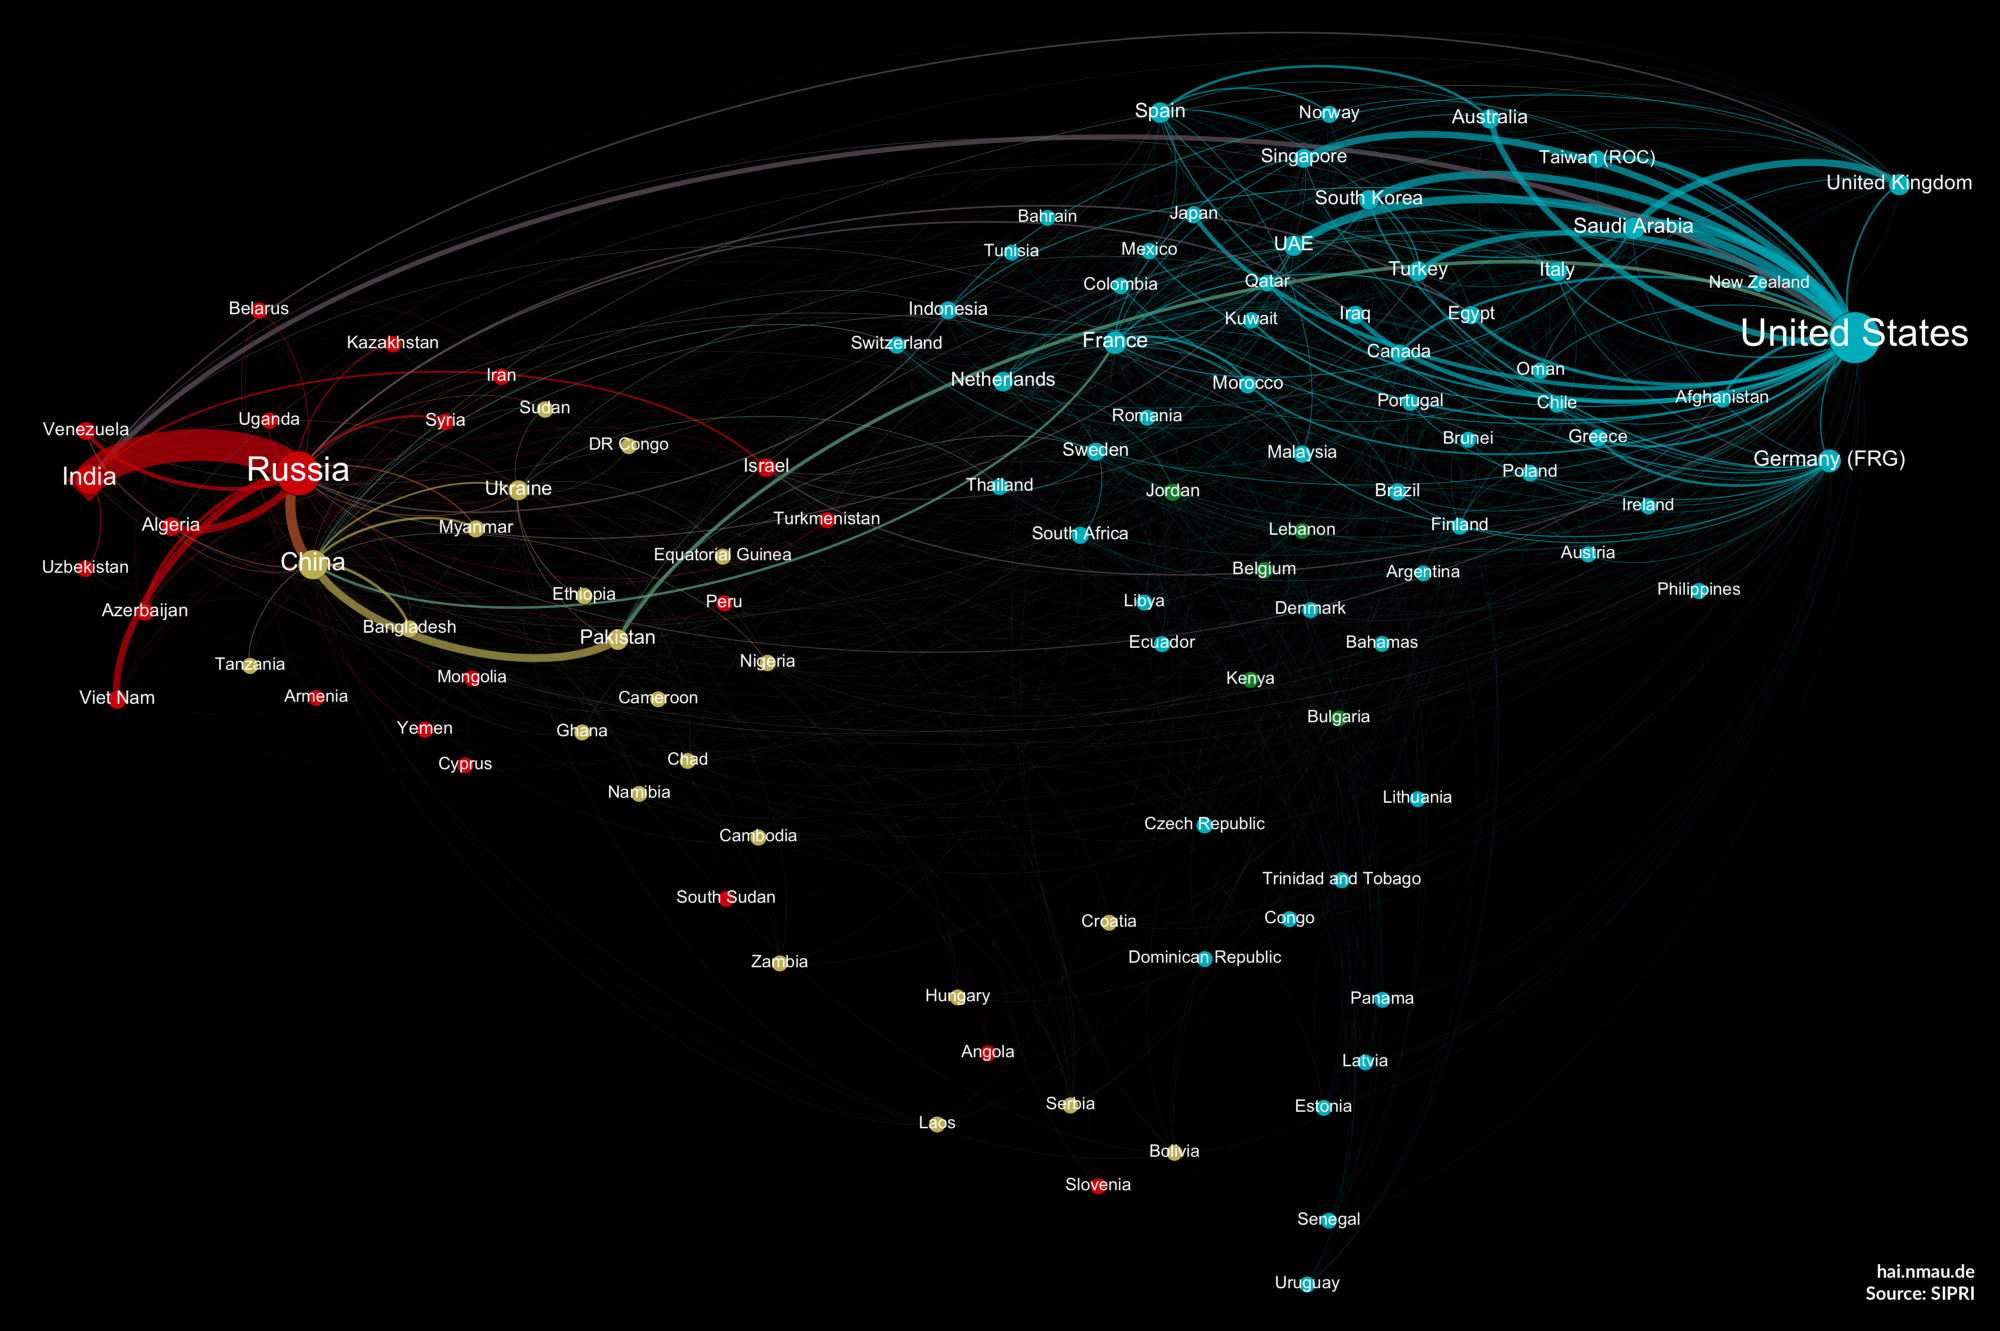 Spain
Norway
Australia
Singapore
Taiwan (ROC)
United Kingdom
South Korea
Japan
Bahrain
Saudi Arabia
UAE
Tunisia
Mexico
Turkey
Italy
Qatar
New Zealand
Colombia
Belarus
Indonesia
Kuwait
Iraq
Egypt
United States
Kazakhstan
Switzerland
France
Canada
Oman
Iran
Netherlands
Morocco
Sudan
Portugal
Chile
Afghanistan
Uganda
Syria
Romania
Venezuela
DR Congo
Brunei
Greece
Sweden
Malaysia
Germany (FRG)
India
Russia
Israel
Poland
Ukraine
Thailand
Jordan
Brazil
Ireland
Algeria
Myanmar
Turkmenistan
South Africa
Lebanon
Finland
Uzbekistan
China
Equatorial Guinea
Belgium
Argentina
Austria
Azerbaijan
Ethiopia
Peru
Libya
Denmark
Philippines
Bangladesh
Pakistan
Ecuador
Bahamas
Tanzania
Nigeria
Mongolia
Kenya
Viet Nam
Armenia
Cameroon
Yemen
Ghana
Bulgaria
Cyprus
Chad
Namibia
Lithuania
Cambodia
Czech Republic
South Sudan
Trinidad and Tobago
Croatia
Congo
Zambia
Dominican Republic
Hungary
Panama
Angola
Latvia
Serbia
Estonia
Laos
Bolivia
Slovenia
Senegal
Uruguay
hai.nmau.de
Source: SIPRI